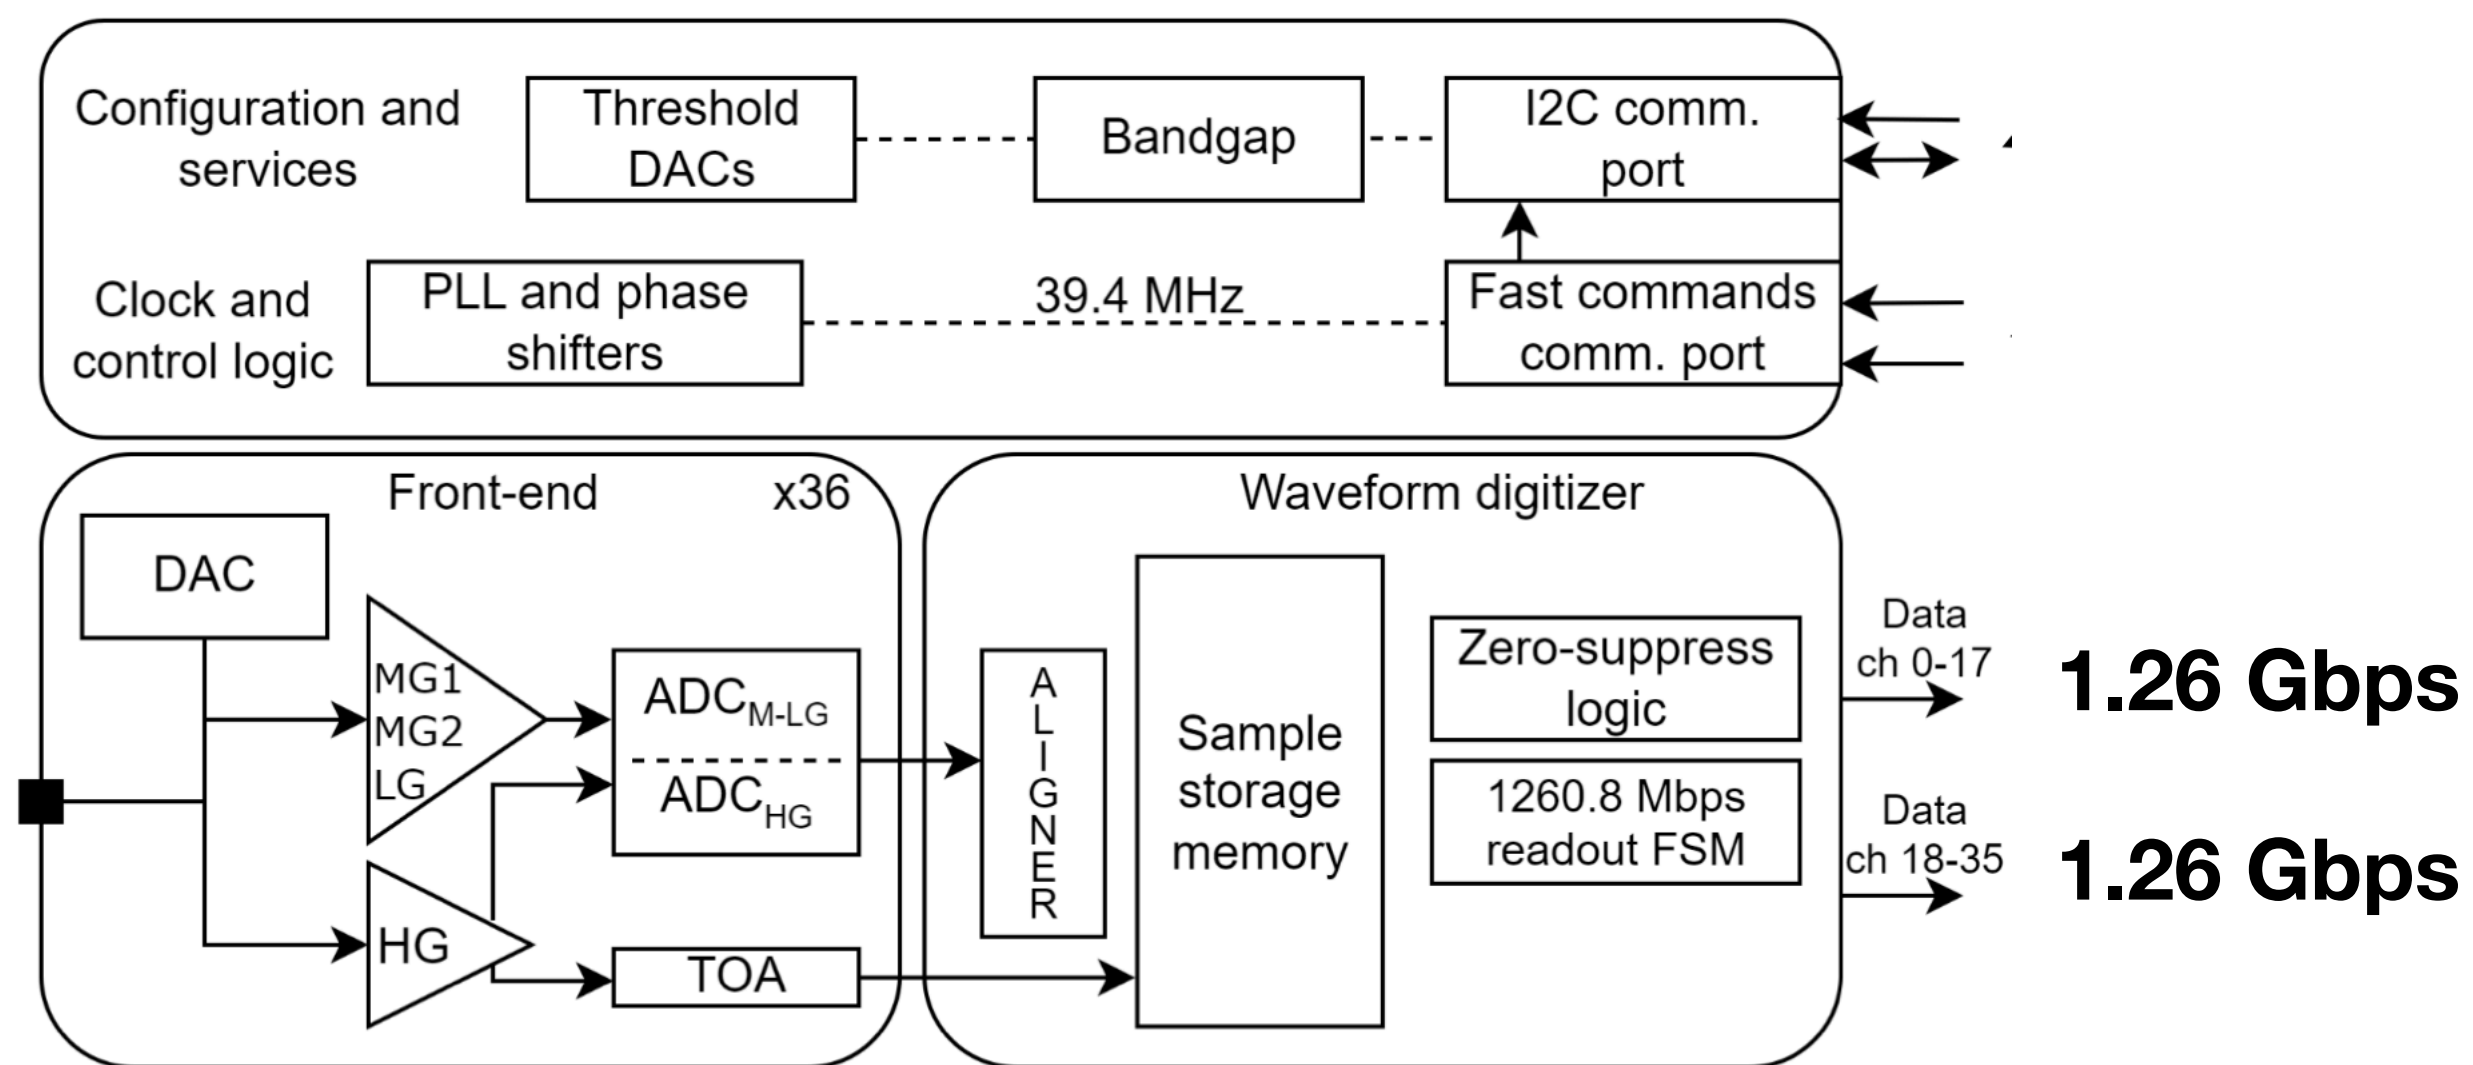 Configuration and
services
Threshold
DACs
Bandgap
I2C comm.
port
Clock and
control logic
PLL and phase
shifters
39.4 MHz
Fast commands
comm. port
Front-end
x36
DAC
MG1
MG2
LG
HG
ADC M-LG
ADC HG
TOA
Waveform digitizer
A
L
I
G
N
E
R
Sample
storage
memory
Zero-suppress
logic
1260.8 Mbps
readout FSM
Data
ch 0-17
1.26 Gbps
Data
ch 18-35
1.26 Gbps